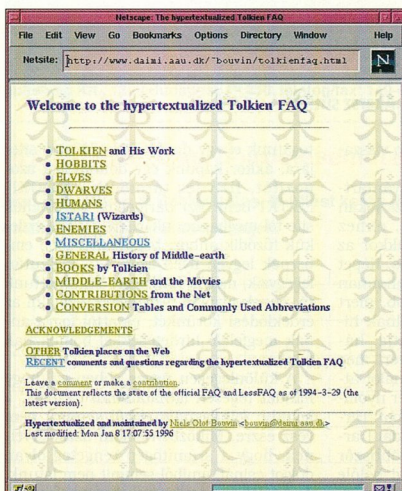 Netscape: The hypertextualized Tolkien FAQ
File Edit View Go Bookmarks Options Directory Window Help
Netsite: http://www.daimi.aau.dk/~bouvin/tolkienfaq.html
N
Welcome to the hypertextualized Tolkien FAQ
• TOLKIEN and His Work
• HOBBITS
• ELVES
• DWARVES
• HUMANS
• ISTARI (Wizards)
• ENEMIES
• MISCELLANEOUS
• GENERAL History of Middle-earth
• BOOKS by Tolkien
• MIDDLE-EARTH and the Movies
• CONTRIBUTIONS from the Net
• CONVERSION Tables and Commonly Used Abbreviations
ACKNOWLEDGEMENTS
OTHER Tolkien places on the Web
RECENT comments and questions regarding the hypertextualized Tolkien FAQ
Leave a comment or make a contribution.
This document reflects the state of the official FAQ and LessFAQ as of 1994-3-29 (the
latest version).
Hypertextualized and maintained by Niels Olof Bouvin <bouvin@daimi.aau.dk>
Last modified: Mon Jan 8 17:07:55 1996